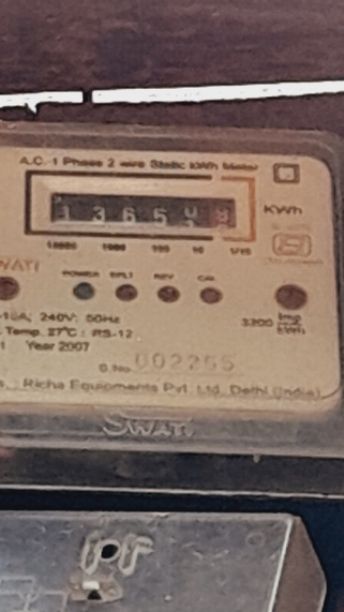 A.C. 1 Phase 2 wire Static kWh Meter
1 3 6 5
KWh
10000 1000 100 10 1/10
WATI
POWER REV CAL
-10A; 240V; 50Hz
3200 Imp kWh
Temp. 27°C : RS-12
Year 2007
S.No. 002265
: Richa Equipments Pvt. Ltd. Delhi (India)
SWATI